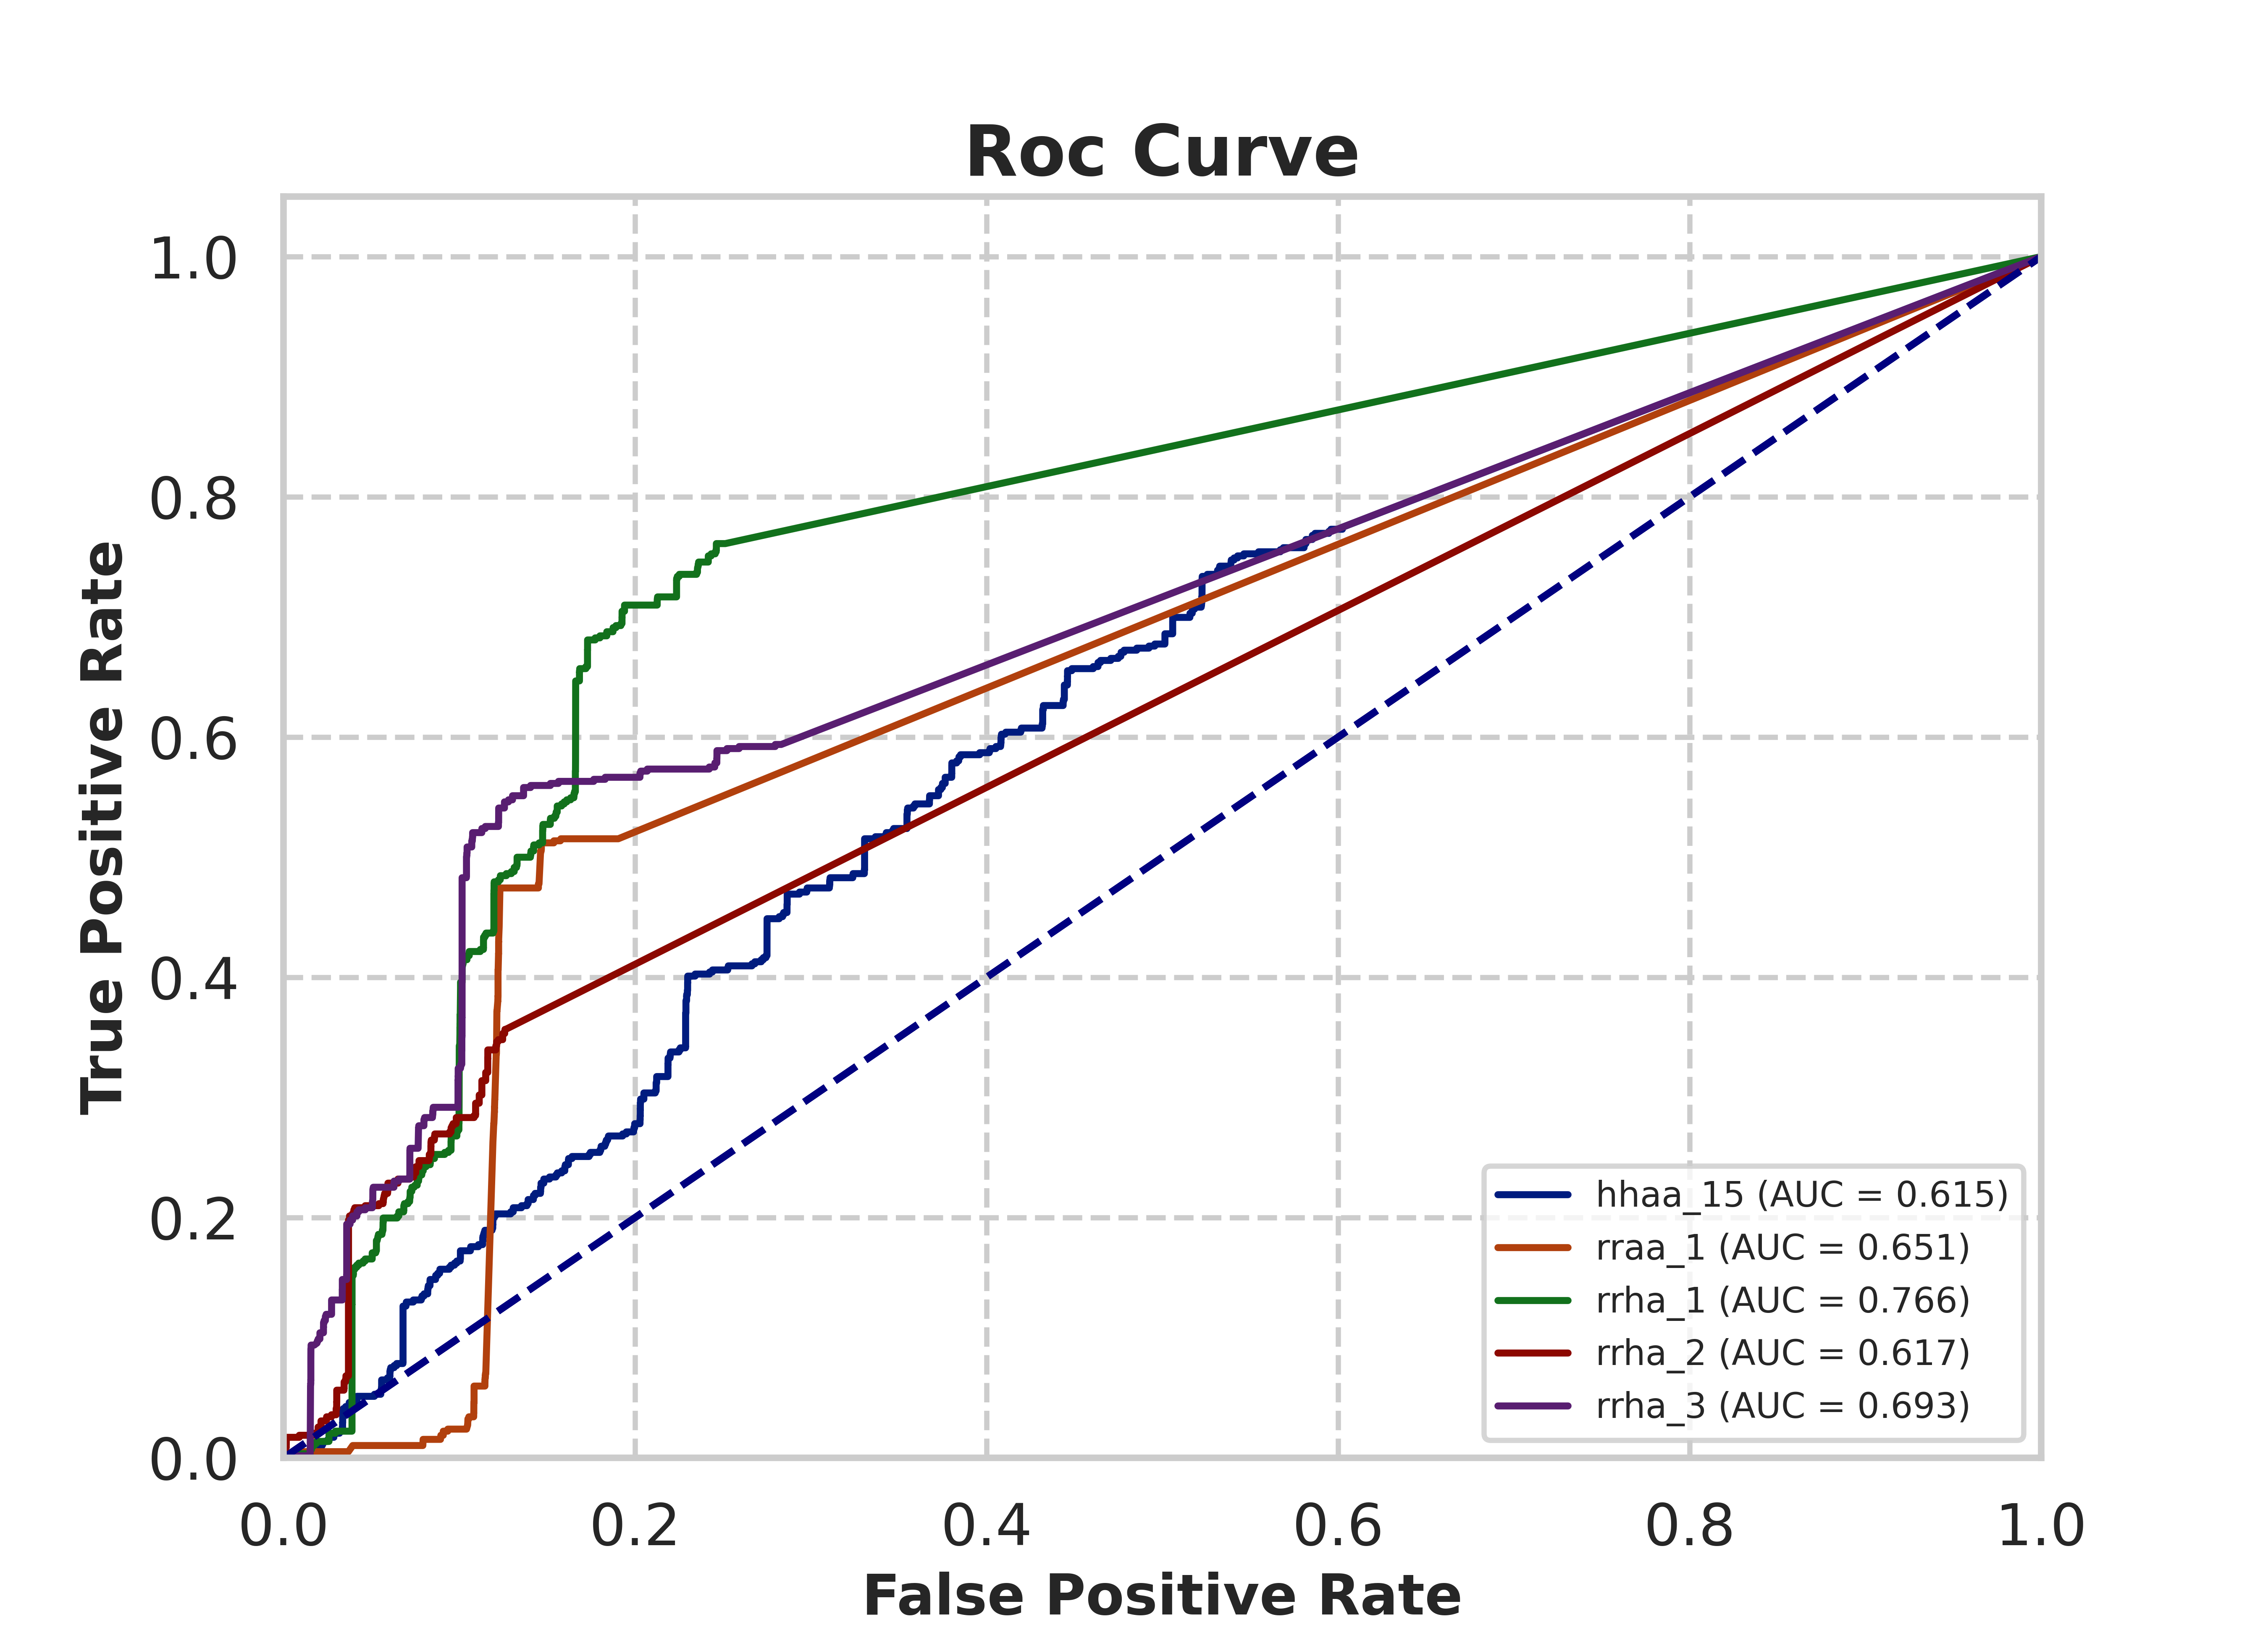 Roc Curve
1.0
0.8
0.6
0.4
0.2
0.0
True Positive Rate
hhaa_15 (AUC = 0.615)
rraa_1 (AUC = 0.651)
rrha_1 (AUC = 0.766)
rrha_2 (AUC = 0.617)
rrha_3 (AUC = 0.693)
0.0 0.2 0.4 0.6 0.8 1.0
False Positive Rate